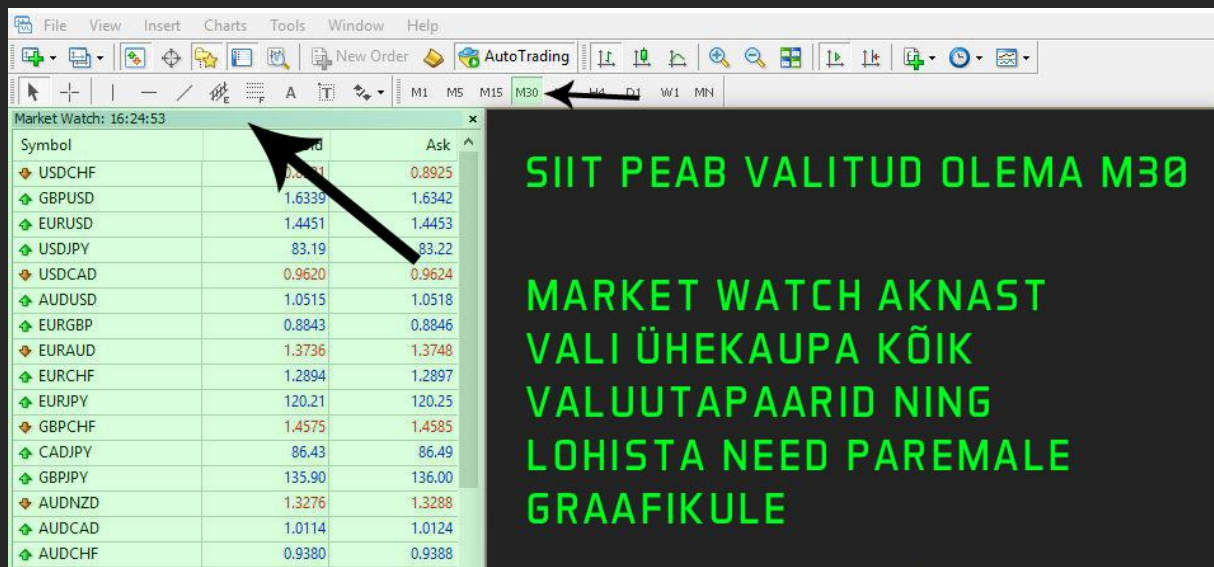 File View Insert Charts Tools Window Help
New Order AutoTrading
A T M1 M5 M15 M30 H4 D1 W1 MN
Market Watch: 16:24:53
Symbol Ask
USDCHF 0.8925
GBPUSD 1.6339 1.6342
EURUSD 1.4451 1.4453
USDJPY 83.19 83.22
USDCAD 0.9620 0.9624
AUDUSD 1.0515 1.0518
EURGBP 0.8843 0.8846
EURAUD 1.3736 1.3748
EURCHF 1.2894 1.2897
EURJPY 120.21 120.25
GBPCHF 1.4575 1.4585
CADJPY 86.43 86.49
GBPJPY 135.90 136.00
AUDNZD 1.3276 1.3288
AUDCAD 1.0114 1.0124
AUDCHF 0.9380 0.9388
SIIT PEAB VALITUD OLEMA M30
MARKET WATCH AKNAST
VALI ÜHEKAUPA KÕIK
VALUUTAPAARID NING
LOHISTA NEED PAREMALE
GRAAFIKULE